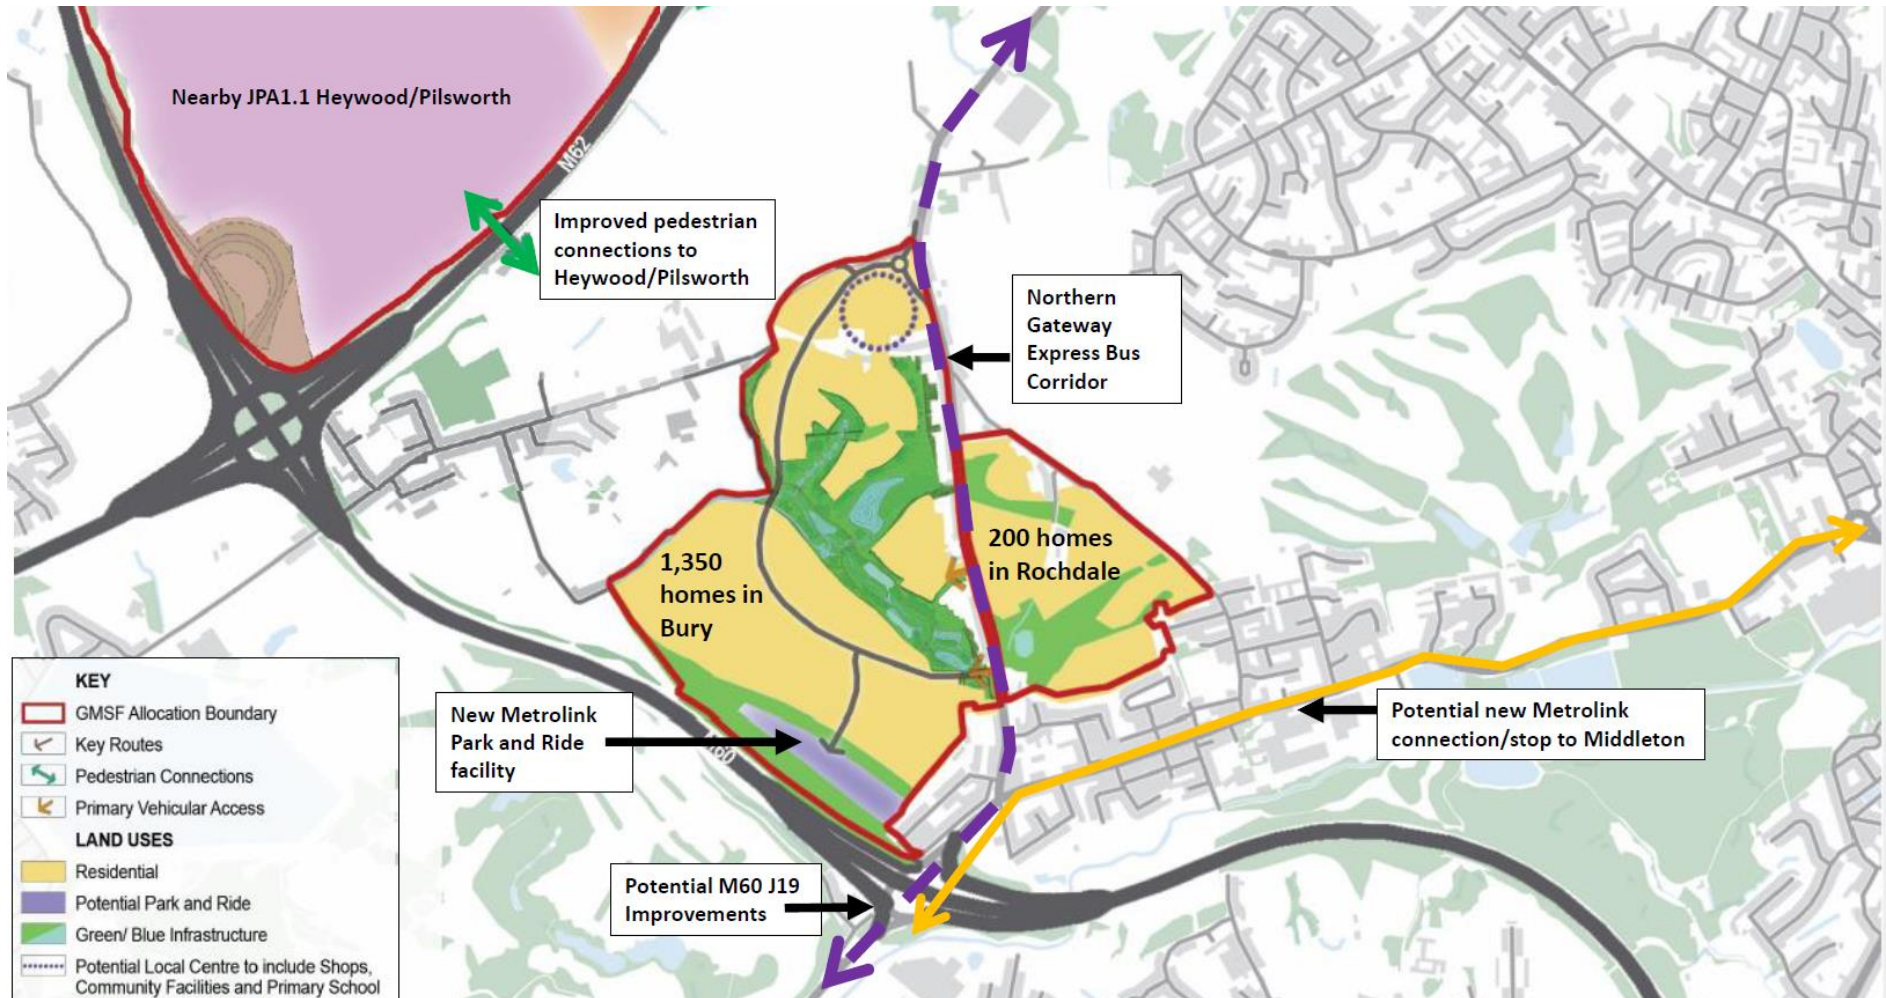 Nearby JPA1.1 Heywood/Pilsworth
M62
Improved pedestrian
connections to
Heywood/Pilsworth
Northern
Gateway
Express Bus
Corridor
1,350
homes in
Bury
200 homes
in Rochdale
New Metrolink
Park and Ride
facility
M60
Potential new Metrolink
connection/stop to Middleton
Potential M60 J19
Improvements
KEY
GMSF Allocation Boundary
Key Routes
Pedestrian Connections
Primary Vehicular Access
LAND USES
Residential
Potential Park and Ride
Green/ Blue Infrastructure
Potential Local Centre to include Shops,
Community Facilities and Primary School